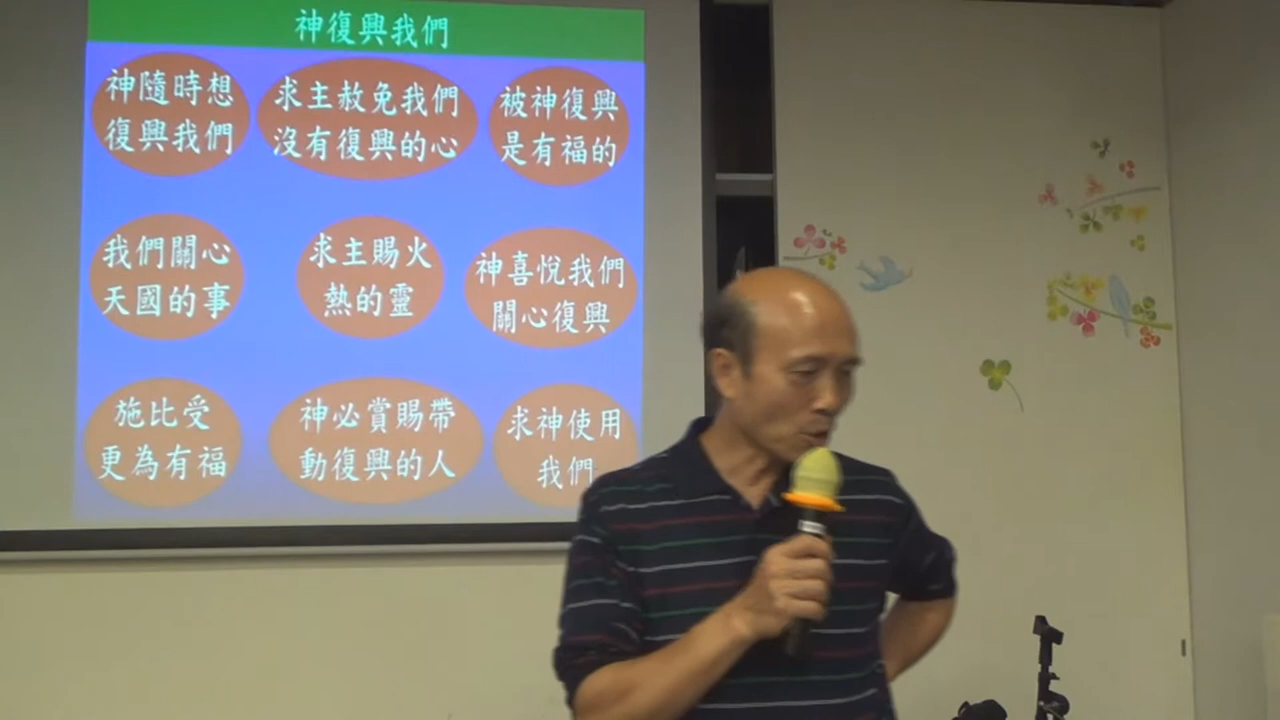 神復興我們
神隨時想
復興我們
求主赦免我們
沒有復興的心
被神復興
是有福的
我們關心
天國的事
求主賜火
熱的靈
神喜悅我們
關心復興
施比受
更為有福
神必賞賜帶
動復興的人
求神使用
我們